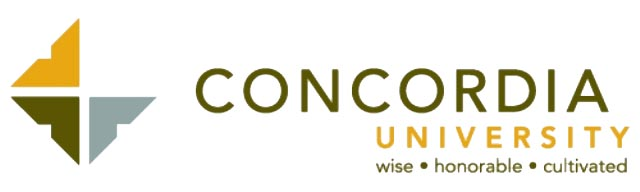 CONCORDIA
UNIVERSITY
wise • honorable • cultivated